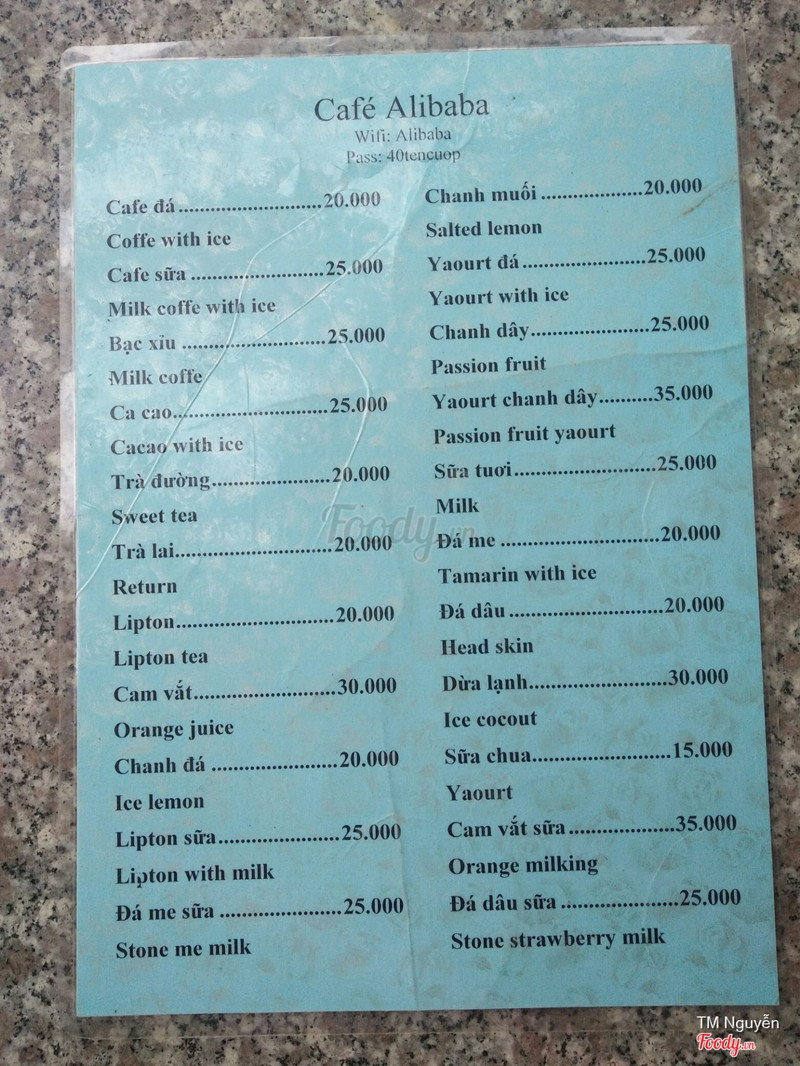 Café Alibaba
Wifi: Alibaba
Pass: 40tencuop
Cafe đá...........................20.000
Coffe with ice
Cafe sữa.........................25.000
Milk coffe with ice
Bạc xỉu...........................25.000
Milk coffe
Ca cao.............................25.000
Cacao with ice
Trà đường......................20.000
Sweet tea
Trà lai.............................20.000
Return
Lipton.............................20.000
Lipton tea
Cam vắt..........................30.000
Orange juice
Chanh đá........................20.000
Ice lemon
Lipton sữa.......................25.000
Lipton with milk
Đá me sữa.......................25.000
Stone me milk
Chanh muối...................20.000
Salted lemon
Yaourt đá.......................25.000
Yaourt with ice
Chanh dây......................25.000
Passion fruit
Yaourt chanh dây..........35.000
Passion fruit yaourt
Sữa tươi..........................25.000
Milk
Đá me.............................20.000
Tamarin with ice
Đá dâu............................20.000
Head skin
Dừa lạnh.........................30.000
Ice cocout
Sữa chua.........................15.000
Yaourt
Cam vắt sữa...................35.000
Orange milking
Đá dâu sữa.....................25.000
Stone strawberry milk
Foody.vn
TM Nguyễn
Foody.vn